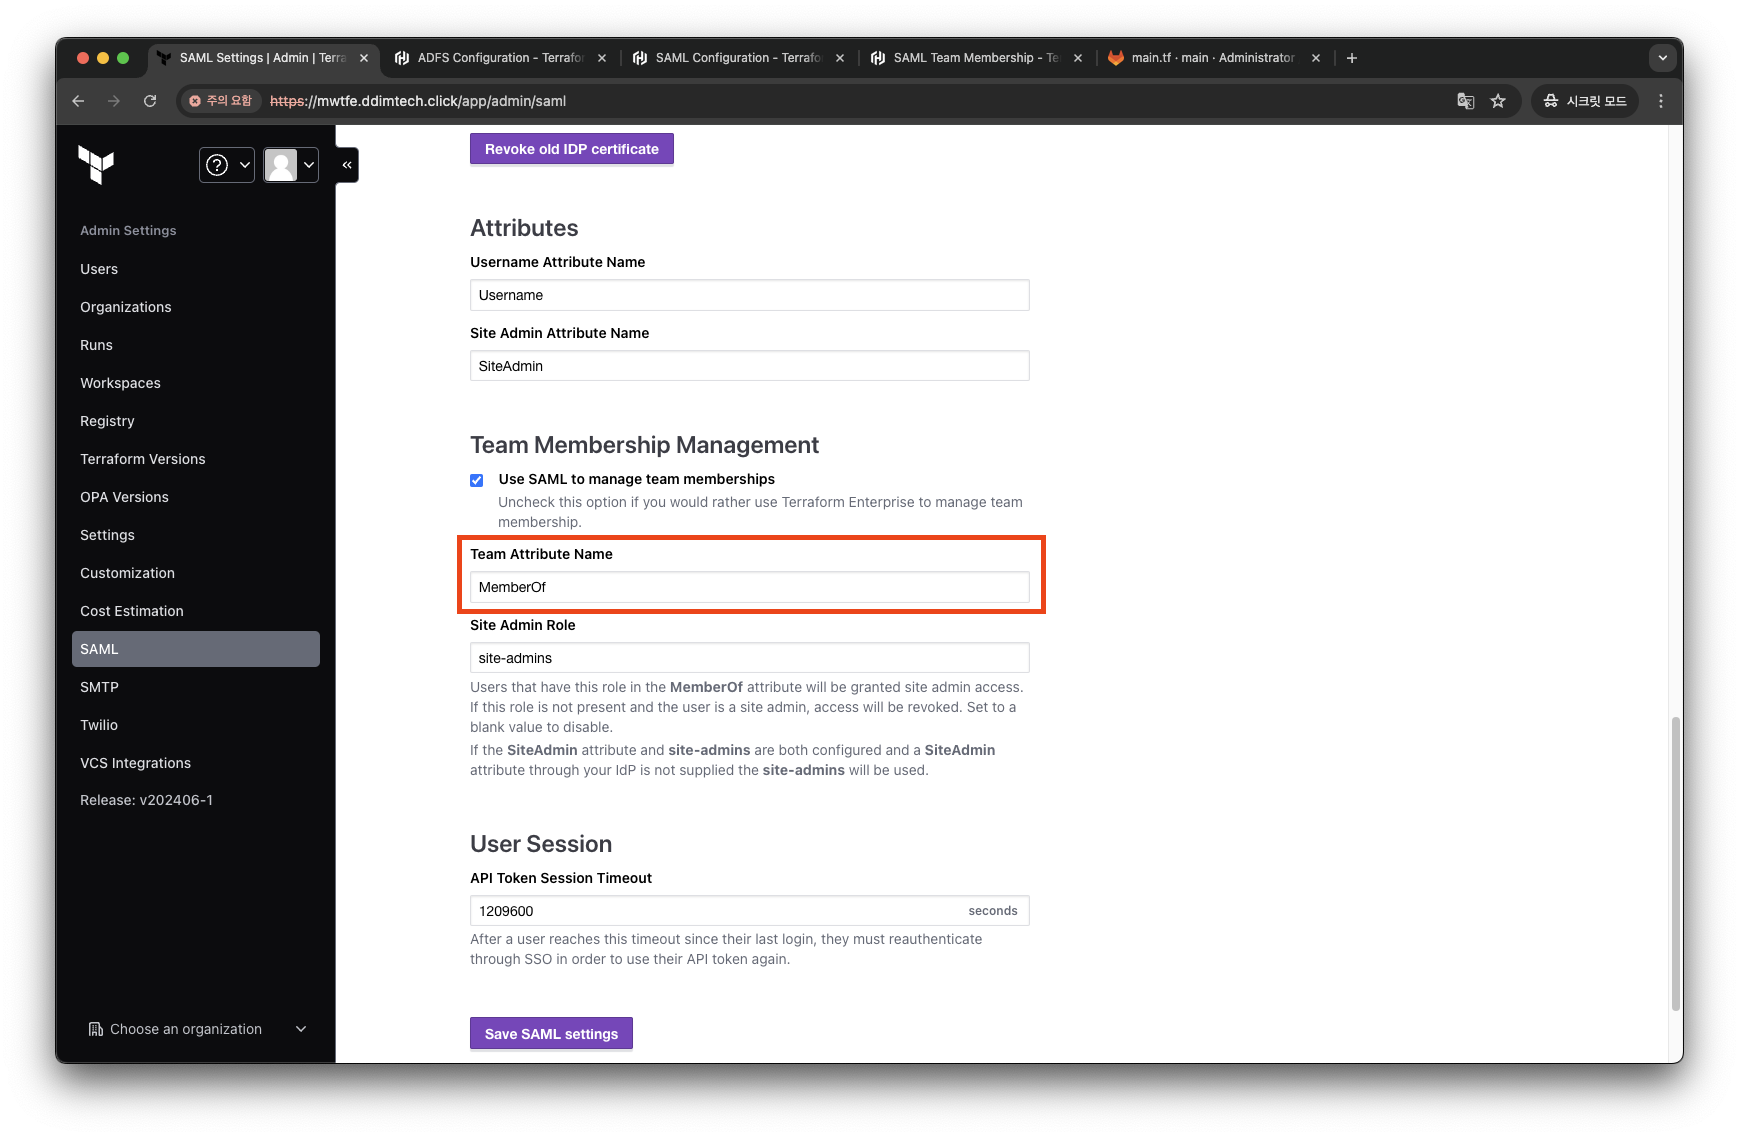 SAML Settings | Admin | Terra
ADFS Configuration - Terrafo
SAML Configuration - Terrafo
SAML Team Membership - Te
main.tf · main · Administrator
주의 요함
https://mwtfe.ddimtech.click/app/admin/saml
시크릿 모드
Admin Settings
Users
Organizations
Runs
Workspaces
Registry
Terraform Versions
OPA Versions
Settings
Customization
Cost Estimation
SAML
SMTP
Twilio
VCS Integrations
Release: v202406-1
Choose an organization
Revoke old IDP certificate
Attributes
Username Attribute Name
Username
Site Admin Attribute Name
SiteAdmin
Team Membership Management
Use SAML to manage team memberships
Uncheck this option if you would rather use Terraform Enterprise to manage team
membership.
Team Attribute Name
MemberOf
Site Admin Role
site-admins
Users that have this role in the MemberOf attribute will be granted site admin access.
If this role is not present and the user is a site admin, access will be revoked. Set to a
blank value to disable.
If the SiteAdmin attribute and site-admins are both configured and a SiteAdmin
attribute through your IdP is not supplied the site-admins will be used.
User Session
API Token Session Timeout
1209600 seconds
After a user reaches this timeout since their last login, they must reauthenticate
through SSO in order to use their API token again.
Save SAML settings